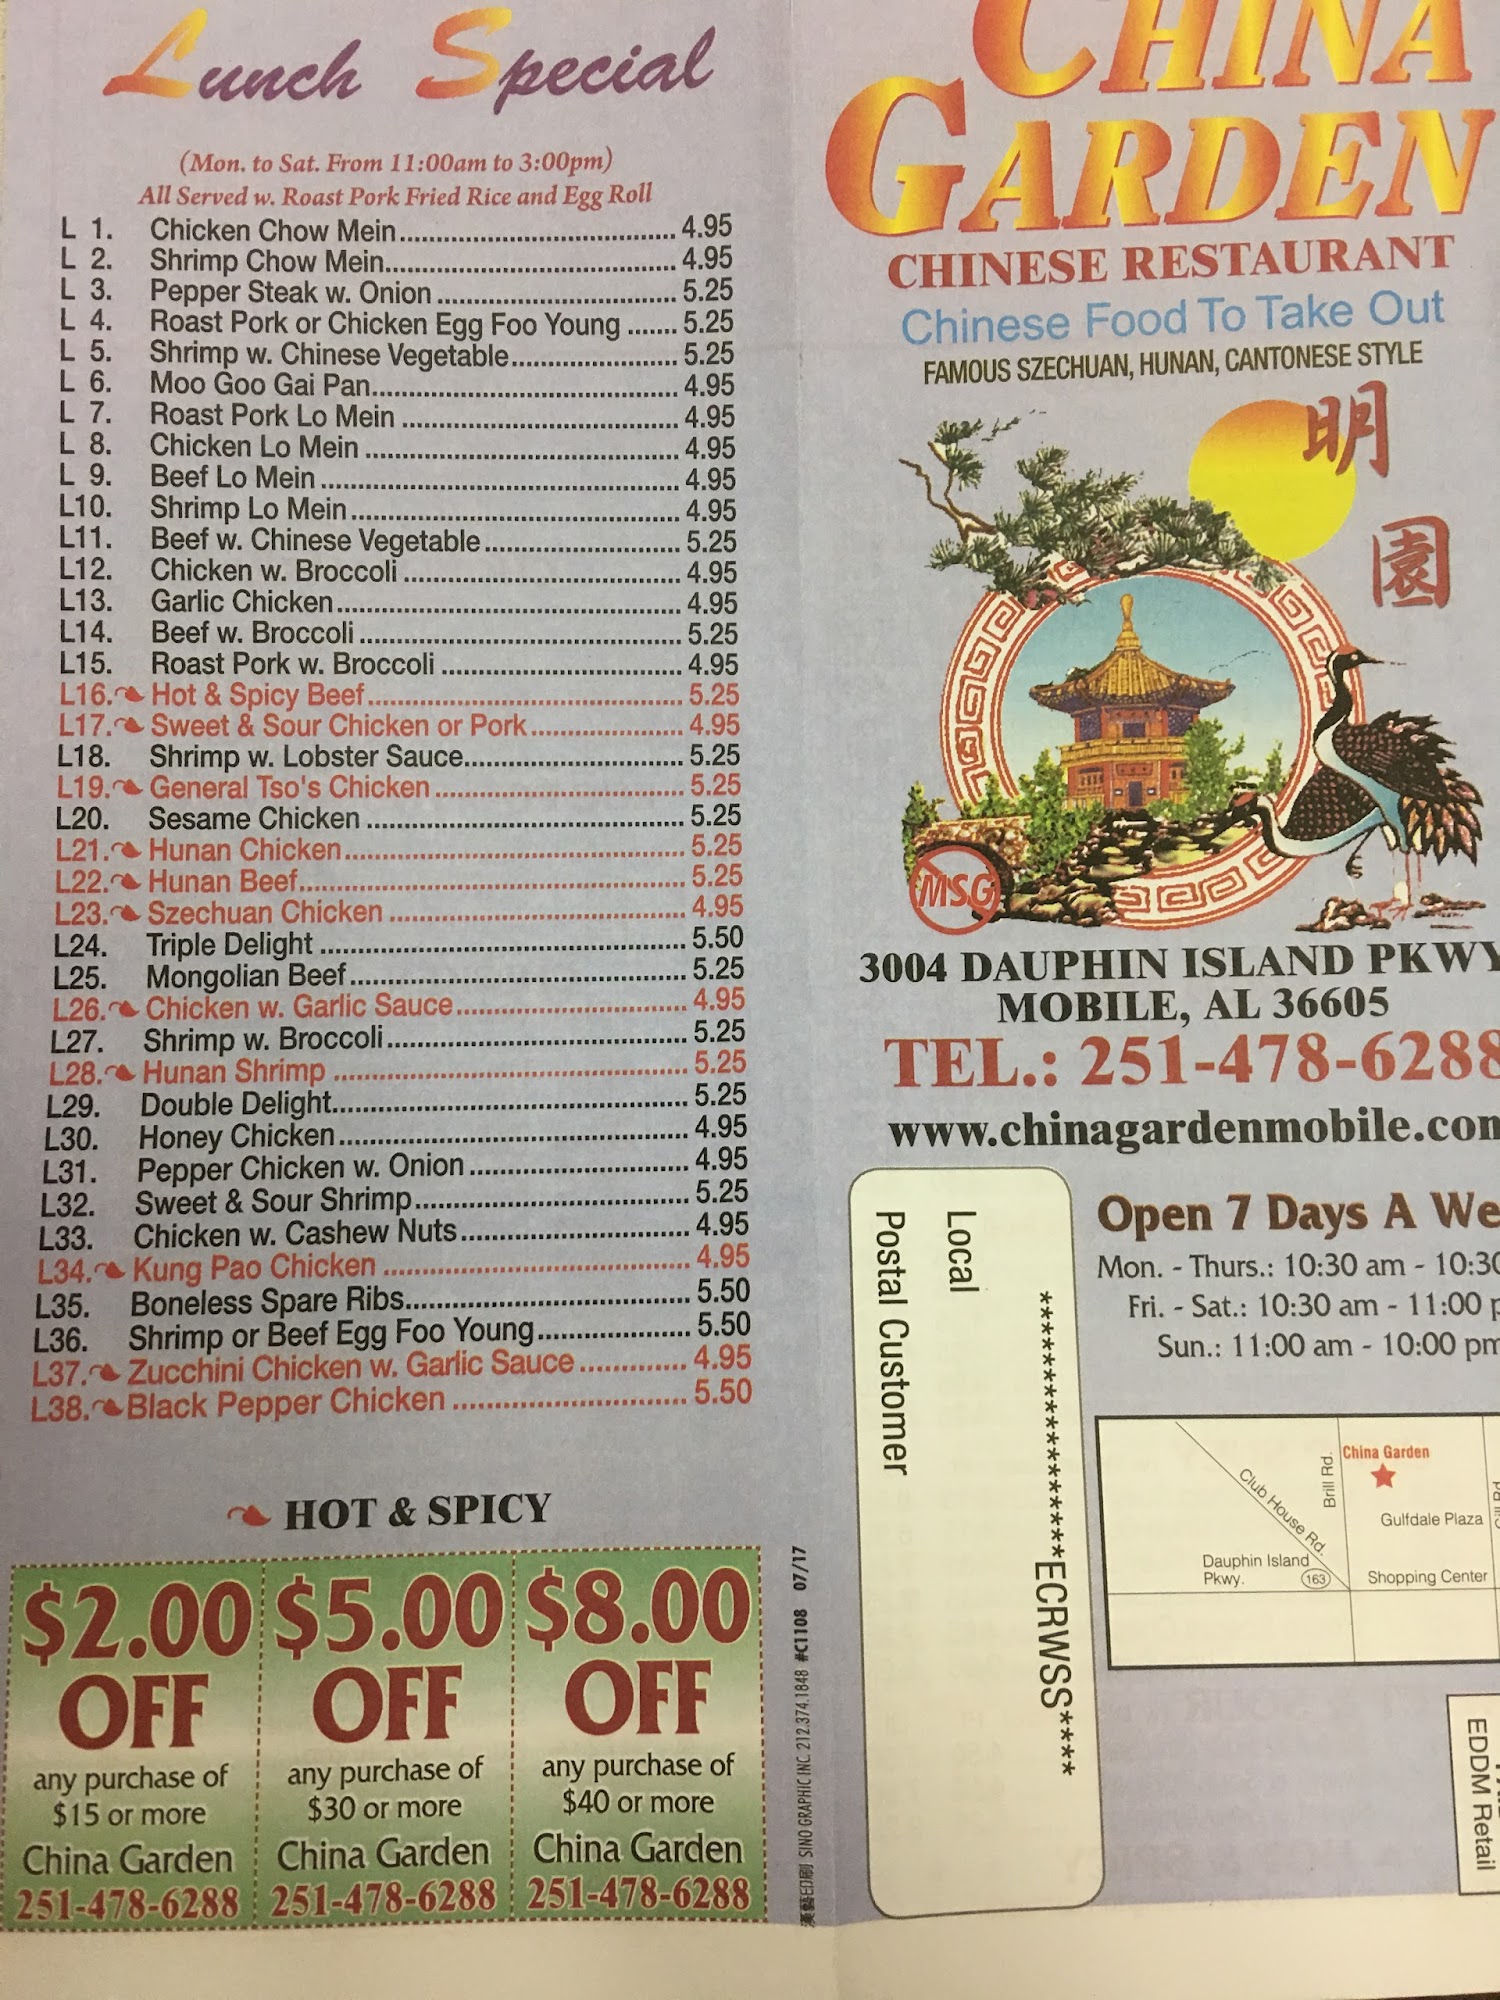 Lunch Special
(Mon. to Sat. From 11:00am to 3:00pm)
All Served w. Roast Pork Fried Rice and Egg Roll
L 1. Chicken Chow Mein 4.95
L 2. Shrimp Chow Mein 4.95
L 3. Pepper Steak w. Onion 5.25
L 4. Roast Pork or Chicken Egg Foo Young 5.25
L 5. Shrimp w. Chinese Vegetable 5.25
L 6. Moo Goo Gai Pan 4.95
L 7. Roast Pork Lo Mein 4.95
L 8. Chicken Lo Mein 4.95
L 9. Beef Lo Mein 4.95
L10. Shrimp Lo Mein 4.95
L11. Beef w. Chinese Vegetable 5.25
L12. Chicken w. Broccoli 4.95
L13. Garlic Chicken 4.95
L14. Beef w. Broccoli 5.25
L15. Roast Pork w. Broccoli 4.95
L16. Hot & Spicy Beef 5.25
L17. Sweet & Sour Chicken or Pork 4.95
L18. Shrimp w. Lobster Sauce 5.25
L19. General Tso's Chicken 5.25
L20. Sesame Chicken 5.25
L21. Hunan Chicken 5.25
L22. Hunan Beef 5.25
L23. Szechuan Chicken 4.95
L24. Triple Delight 5.50
L25. Mongolian Beef 5.25
L26. Chicken w. Garlic Sauce 4.95
L27. Shrimp w. Broccoli 5.25
L28. Hunan Shrimp 5.25
L29. Double Delight 5.25
L30. Honey Chicken 4.95
L31. Pepper Chicken w. Onion 4.95
L32. Sweet & Sour Shrimp 5.25
L33. Chicken w. Cashew Nuts 4.95
L34. Kung Pao Chicken 4.95
L35. Boneless Spare Ribs 5.50
L36. Shrimp or Beef Egg Foo Young 5.50
L37. Zucchini Chicken w. Garlic Sauce 4.95
L38. Black Pepper Chicken 5.50
HOT & SPICY
$2.00
OFF
any purchase of
$15 or more
China Garden
251-478-6288
$5.00
OFF
any purchase of
$30 or more
China Garden
251-478-6288
$8.00
OFF
any purchase of
$40 or more
China Garden
251-478-6288
漢藝印刷 SINO GRAPHIC INC. 212.374.1848 #C1108 07/17
CHINA
GARDEN
CHINESE RESTAURANT
Chinese Food To Take Out
FAMOUS SZECHUAN, HUNAN, CANTONESE STYLE
明
園
MSG
3004 DAUPHIN ISLAND PKWY
MOBILE, AL 36605
TEL.: 251-478-6288
www.chinagardenmobile.com
Open 7 Days A We
Mon. - Thurs.: 10:30 am - 10:30
Fri. - Sat.: 10:30 am - 11:00 p
Sun.: 11:00 am - 10:00 pm
****************ECRWSS****
Local
Postal Customer
China Garden
Brill Rd.
Club House Rd.
Gulfdale Plaza
Dauphin Island
Pkwy.
163
Shopping Center
EDDM Retail